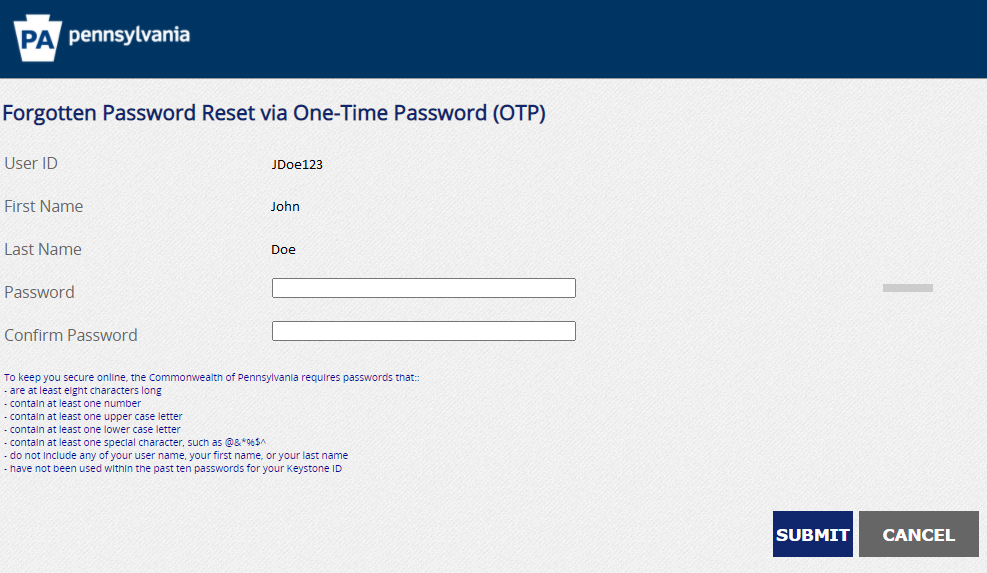 PA pennsylvania
Forgotten Password Reset via One-Time Password (OTP)
User ID JDoe123
First Name John
Last Name Doe
Password
Confirm Password
To keep you secure online, the Commonwealth of Pennsylvania requires passwords that::
- are at least eight characters long
- contain at least one number
- contain at least one upper case letter
- contain at least one lower case letter
- contain at least one special character, such as @&*%$^
- do not include any of your user name, your first name, or your last name
- have not been used within the past ten passwords for your Keystone ID
SUBMIT CANCEL